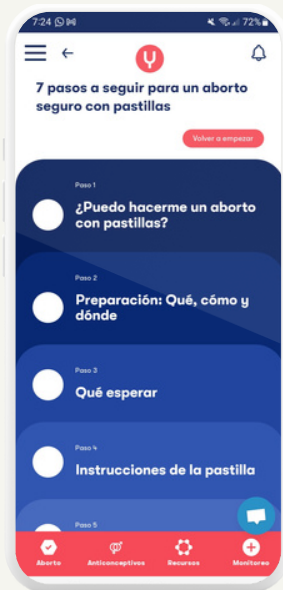 7:24
72%
7 pasos a seguir para un aborto
seguro con pastillas
Volver a empezar
Paso 1
¿Puedo hacerme un aborto
con pastillas?
Paso 2
Preparación: Qué, cómo y
dónde
Paso 3
Qué esperar
Paso 4
Instrucciones de la pastilla
Paso 5
Aborto Anticonceptivos Recursos Monitoreo